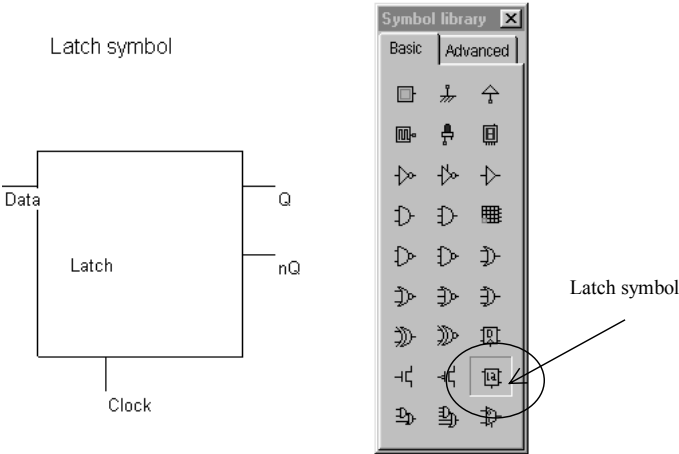 Latch symbol
Data
Q
Latch
nQ
Clock
Symbol library
Basic Advanced
Latch symbol